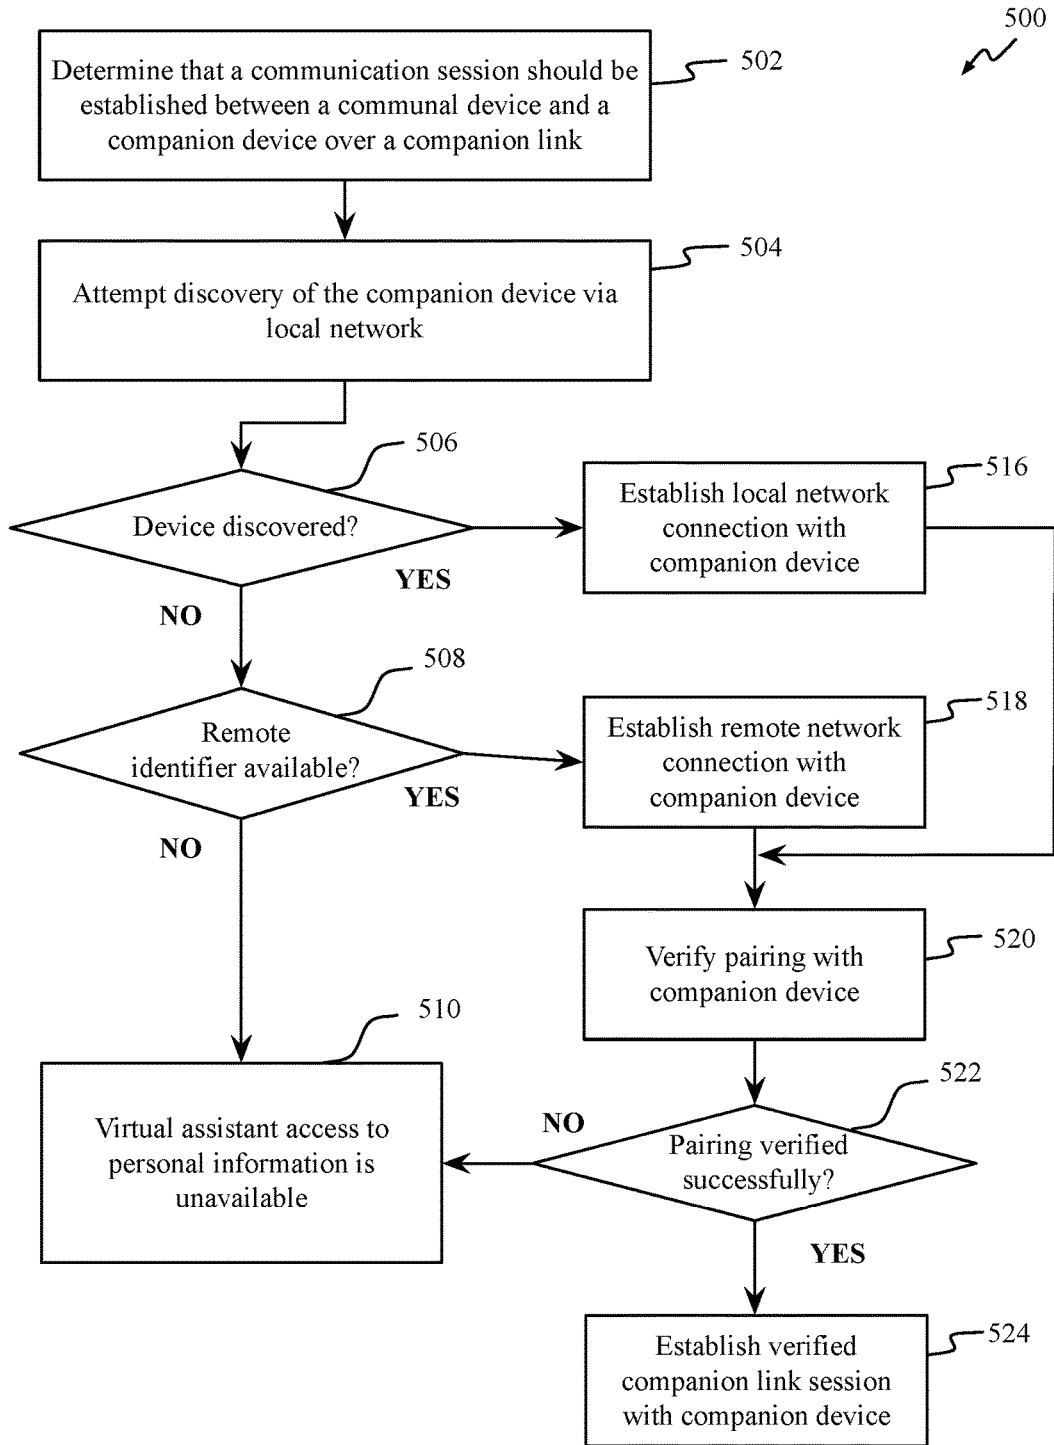 500
Determine that a communication session should be
established between a communal device and a
companion device over a companion link
502
Attempt discovery of the companion device via
local network
504
506
Device discovered?
YES
NO
Establish local network
connection with
companion device
516
508
Remote
identifier available?
YES
NO
Establish remote network
connection with
companion device
518
Verify pairing with
companion device
520
510
Virtual assistant access to
personal information is
unavailable
522
NO
Pairing verified
successfully?
YES
Establish verified
companion link session
with companion device
524